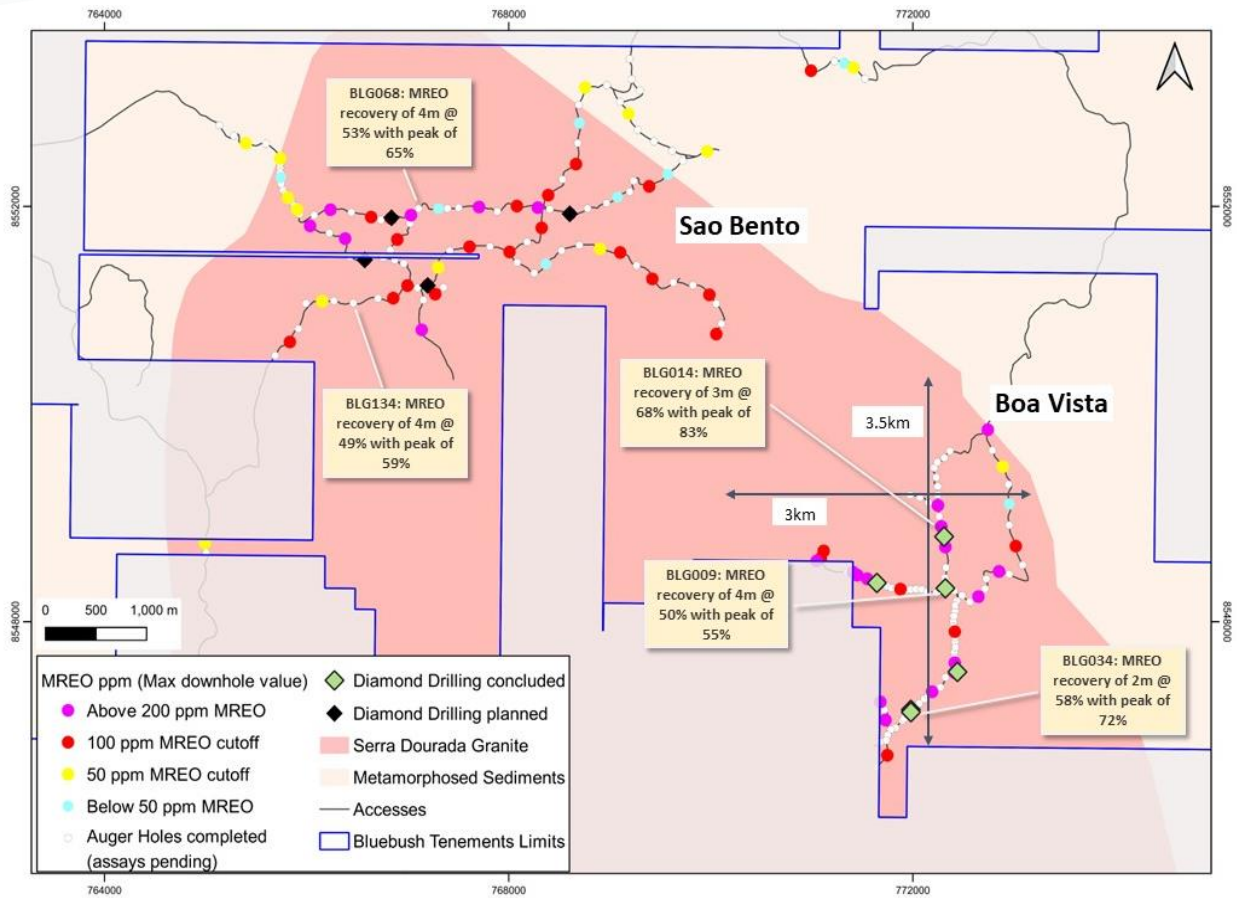 764000
768000
772000
8552000
8552000
BLG068: MREO
recovery of 4m @
53% with peak of
65%
Sao Bento
BLG134: MREO
recovery of 4m @
49% with peak of
59%
BLG014: MREO
recovery of 3m @
68% with peak of
83%
3.5km
Boa Vista
3km
BLG009: MREO
recovery of 4m @
50% with peak of
55%
BLG034: MREO
recovery of 2m @
58% with peak of
72%
8548000
8548000
0 500 1,000 m
MREO ppm (Max downhole value)
Above 200 ppm MREO
100 ppm MREO cutoff
50 ppm MREO cutoff
Below 50 ppm MREO
Auger Holes completed
(assays pending)
Diamond Drilling concluded
Diamond Drilling planned
Serra Dourada Granite
Metamorphosed Sediments
Accesses
Bluebush Tenements Limits
764000
768000
772000